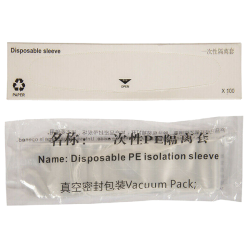 Disposable sleeve
一次性隔离套
OPEN
PAPER
X 100
名称: 一次性PE隔离套
Name: Disposable PE isolation sleeve
真空密封包装Vacuum Pack;